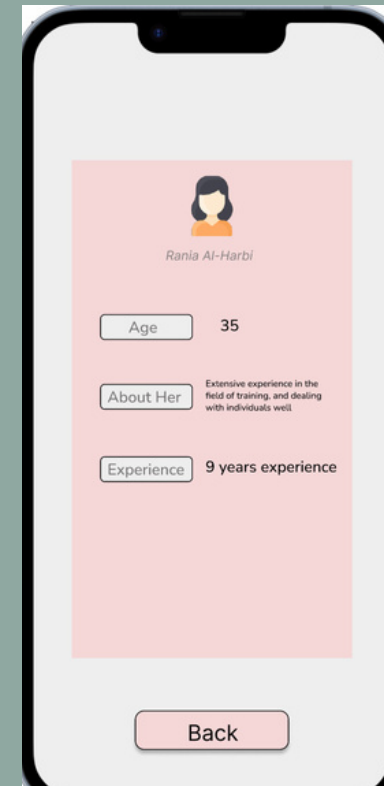 Rania Al-Harbi
Age 35
About Her
Extensive experience in the
field of training, and dealing
with individuals well
Experience 9 years experience
Back